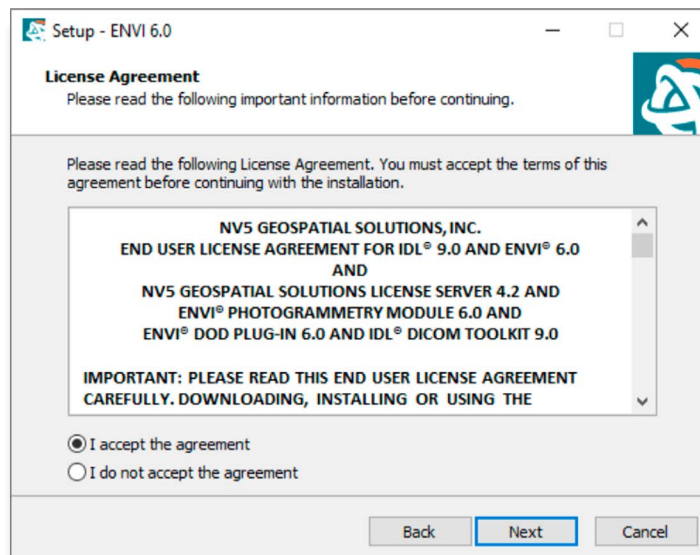 Setup - ENVI 6.0
License Agreement
Please read the following important information before continuing.
Please read the following License Agreement. You must accept the terms of this
agreement before continuing with the installation.
NV5 GEOSPATIAL SOLUTIONS, INC.
END USER LICENSE AGREEMENT FOR IDL® 9.0 AND ENVI® 6.0
AND
NV5 GEOSPATIAL SOLUTIONS LICENSE SERVER 4.2 AND
ENVI® PHOTOGRAMMETRY MODULE 6.0 AND
ENVI® DOD PLUG-IN 6.0 AND IDL® DICOM TOOLKIT 9.0
IMPORTANT: PLEASE READ THIS END USER LICENSE AGREEMENT
CAREFULLY. DOWNLOADING, INSTALLING OR USING THE
I accept the agreement
I do not accept the agreement
Back Next Cancel